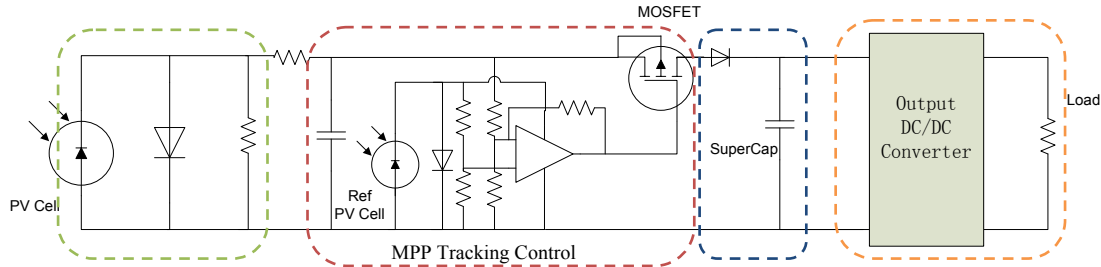 MOSFET
PV Cell
Ref
PV Cell
MPP Tracking Control
SuperCap
Output
DC/DC
Converter
Load